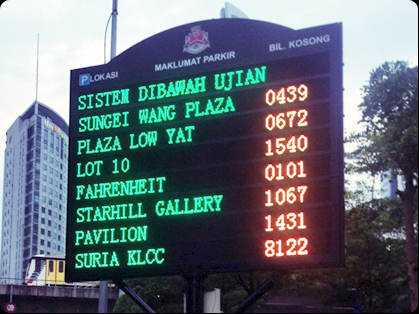 MAKLUMAT PARKIR
P LOKASI BIL. KOSONG
SISTEM DIBAWAH UJIAN
SUNGEI WANG PLAZA 0439
PLAZA LOW YAT 0672
LOT 10 1540
FAHRENHEIT 0101
STARHILL GALLERY 1067
PAVILION 1431
SURIA KLCC 8122